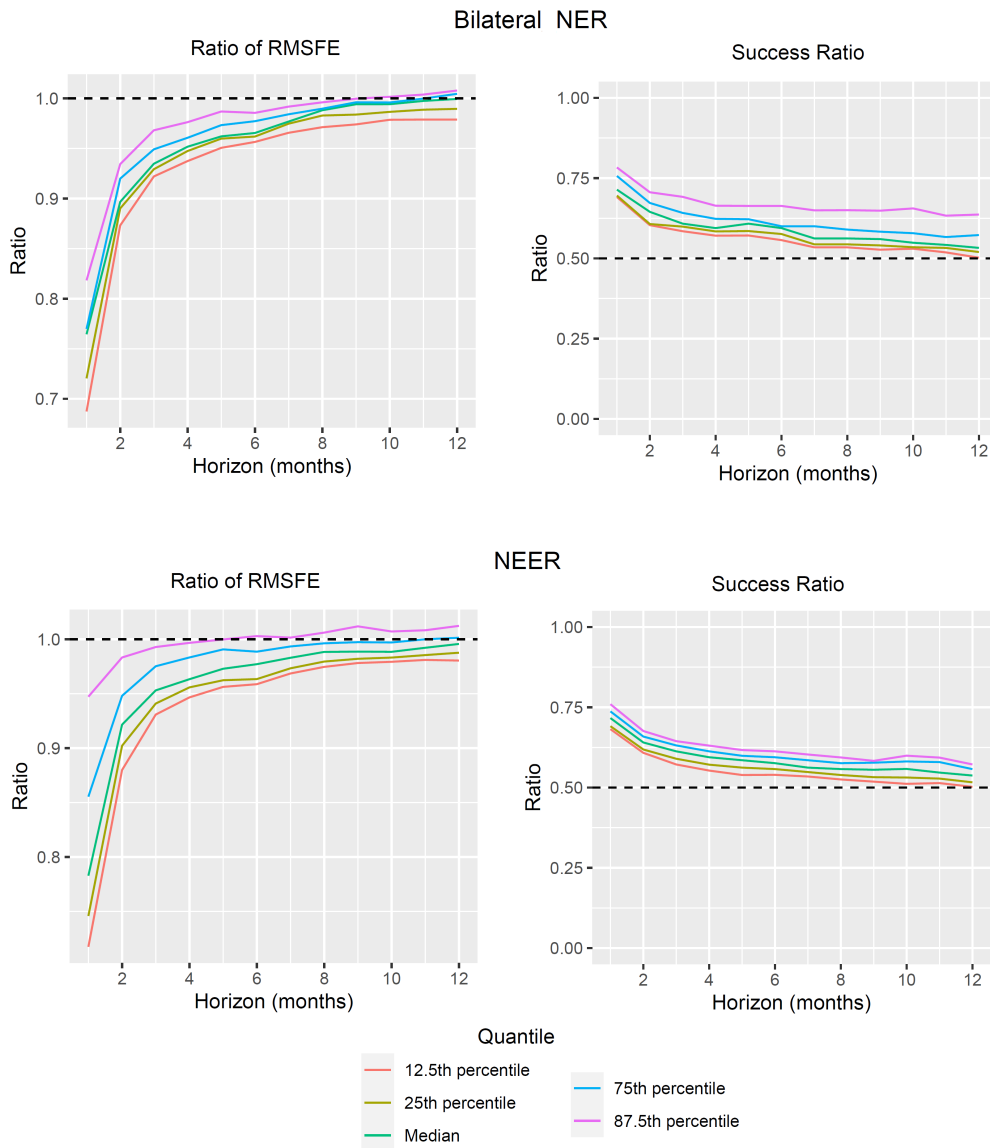 Bilateral  NER
Ratio of RMSFE
Success Ratio
1.0
0.9
0.8
0.7
Ratio
2 4 6 8 10 12
Horizon (months)
1.00
0.75
0.50
0.25
0.00
Ratio
2 4 6 8 10 12
Horizon (months)
NEER
Ratio of RMSFE
Success Ratio
1.0
0.9
0.8
Ratio
2 4 6 8 10 12
Horizon (months)
1.00
0.75
0.50
0.25
0.00
Ratio
2 4 6 8 10 12
Horizon (months)
Quantile
12.5th percentile
25th percentile
Median
75th percentile
87.5th percentile